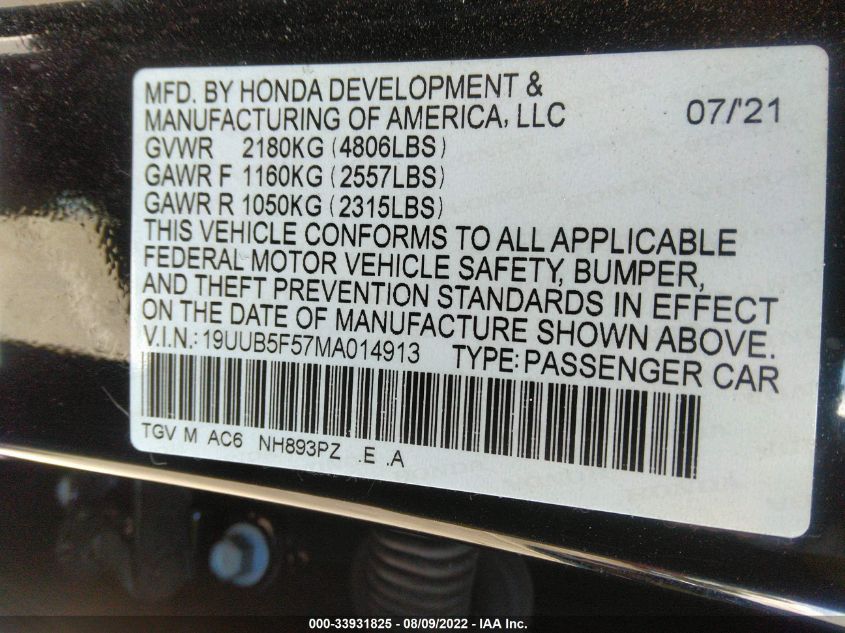 MFD. BY HONDA DEVELOPMENT &
MANUFACTURING OF AMERICA, LLC 07/'21
GVWR 2180KG (4806LBS)
GAWR F 1160KG (2557LBS)
GAWR R 1050KG (2315LBS)
THIS VEHICLE CONFORMS TO ALL APPLICABLE
FEDERAL MOTOR VEHICLE SAFETY, BUMPER,
AND THEFT PREVENTION STANDARDS IN EFFECT
ON THE DATE OF MANUFACTURE SHOWN ABOVE.
V.I.N.: 19UUB5F57MA014913 TYPE: PASSENGER CAR
TGV M AC6 NH893PZ .E .A
000-33931825 - 08/09/2022 - IAA Inc.